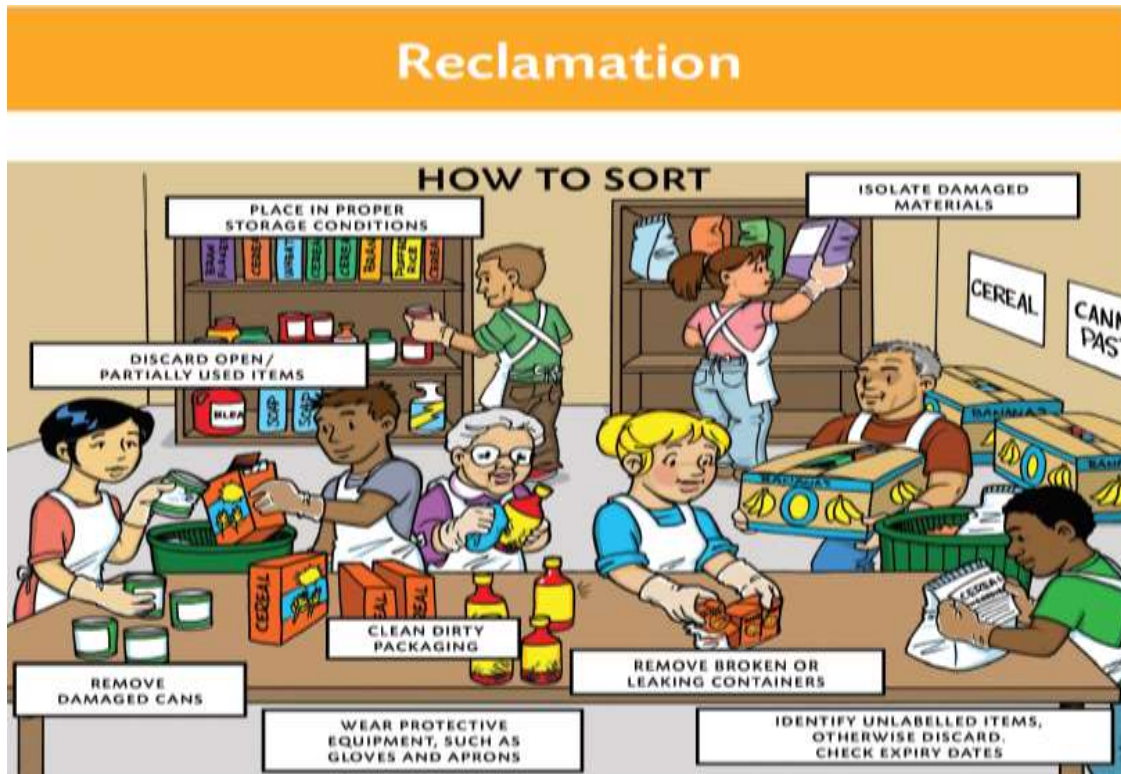 Reclamation
HOW TO SORT
PLACE IN PROPER
STORAGE CONDITIONS
ISOLATE DAMAGED
MATERIALS
CEREAL
DISCARD OPEN/
PARTIALLY USED ITEMS
SOAP
SOAP
BANANAS
BANANAS
CEREAL
CEREAL
CLEAN DIRTY
PACKAGING
REMOVE
DAMAGED CANS
REMOVE BROKEN OR
LEAKING CONTAINERS
WEAR PROTECTIVE
EQUIPMENT, SUCH AS
GLOVES AND APRONS
IDENTIFY UNLABELLED ITEMS,
OTHERWISE DISCARD.
CHECK EXPIRY DATES